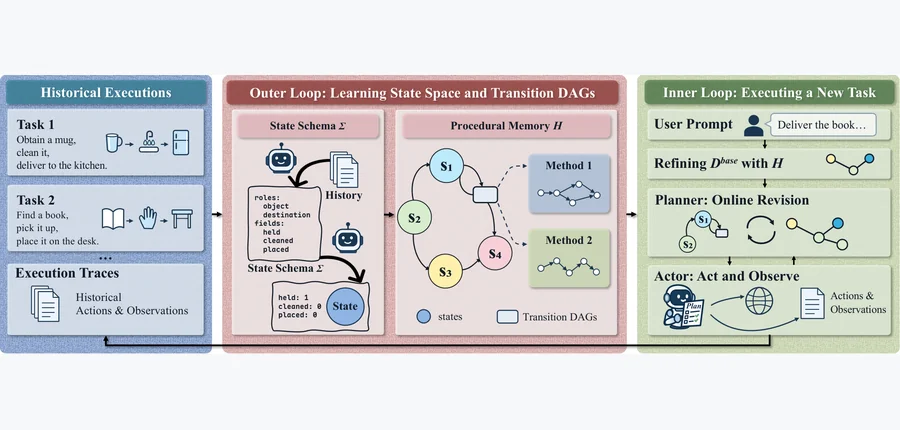 Historical Executions
Task 1
Obtain a mug,
clean it,
deliver to the kitchen.
Task 2
Find a book,
pick it up,
place it on the desk.
...
Execution Traces
Historical
Actions & Observations
Outer Loop: Learning State Space and Transition DAGs
State Schema Σ
History
roles:
object
destination
fields:
held
cleaned
placed
State Schema Σ
held: 1
cleaned: 0
placed: 0
State
Procedural Memory H
S1
S2
S3
S4
Method 1
Method 2
states
Transition DAGs
Inner Loop: Executing a New Task
User Prompt
Deliver the book...
Refining D^base with H
Planner: Online Revision
S1
S2
Actor: Act and Observe
Plan
Actions &
Observations